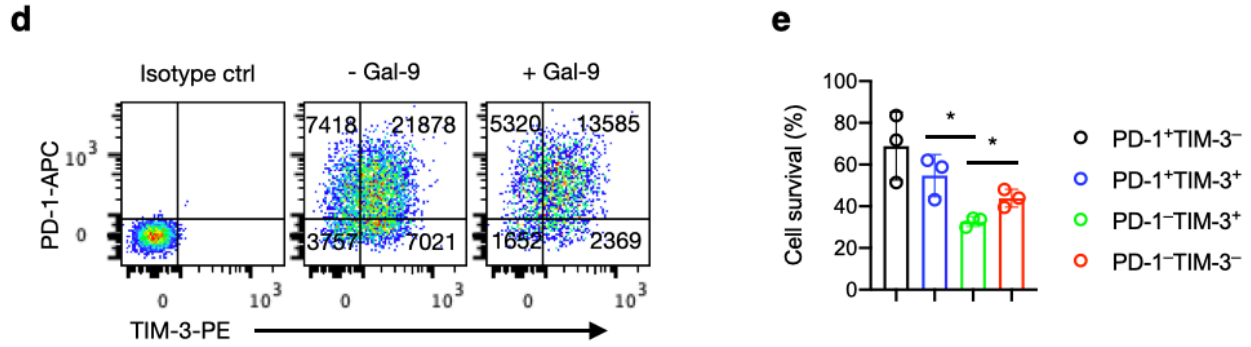 d
Isotype ctrl
- Gal-9
+ Gal-9
PD-1-APC
10³
0
7418
21878
3757
7021
5320
13585
1652
2369
0
10³
0
10³
0
10³
TIM-3-PE
e
Cell survival (%)
100
80
60
40
20
0
*
*
PD-1⁺TIM-3⁻
PD-1⁺TIM-3⁺
PD-1⁻TIM-3⁺
PD-1⁻TIM-3⁻